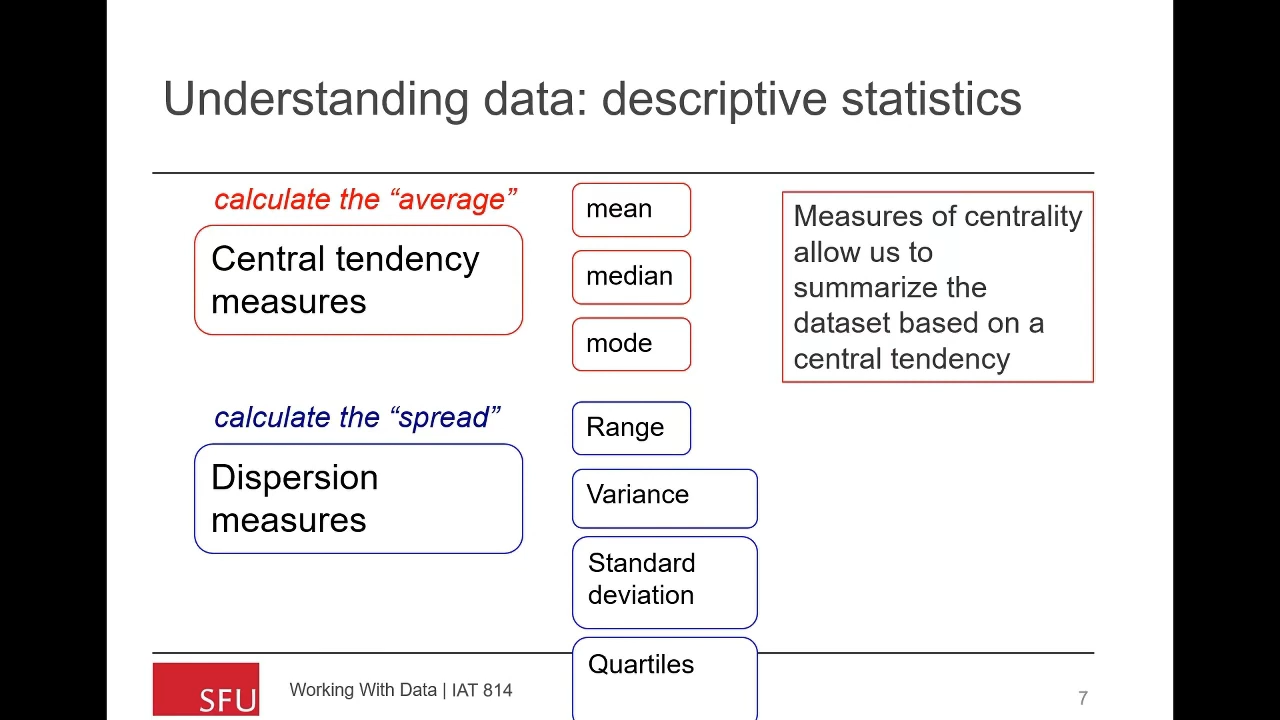 Understanding data: descriptive statistics
calculate the “average”
Central tendency
measures
mean
median
mode
Measures of centrality
allow us to
summarize the
dataset based on a
central tendency
calculate the “spread”
Dispersion
measures
Range
Variance
Standard
deviation
Quartiles
SFU
Working With Data | IAT 814
7